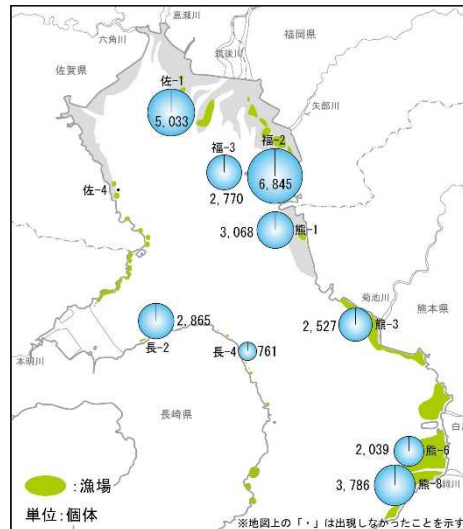 嘉瀬川
六角川
福岡県
筑後川
佐賀県
矢部川
佐-1
5,033
福-2
福-3
6,845
2,770
佐-4
3,068
熊-1
菊池川
熊本県
2,865
2,527
熊-3
長-2
長-4
761
本明川
長崎県
白川
2,039
熊-6
緑川
：漁場
3,786
熊-8
単位：個体
※地図上の「・」は出現しなかったことを示す